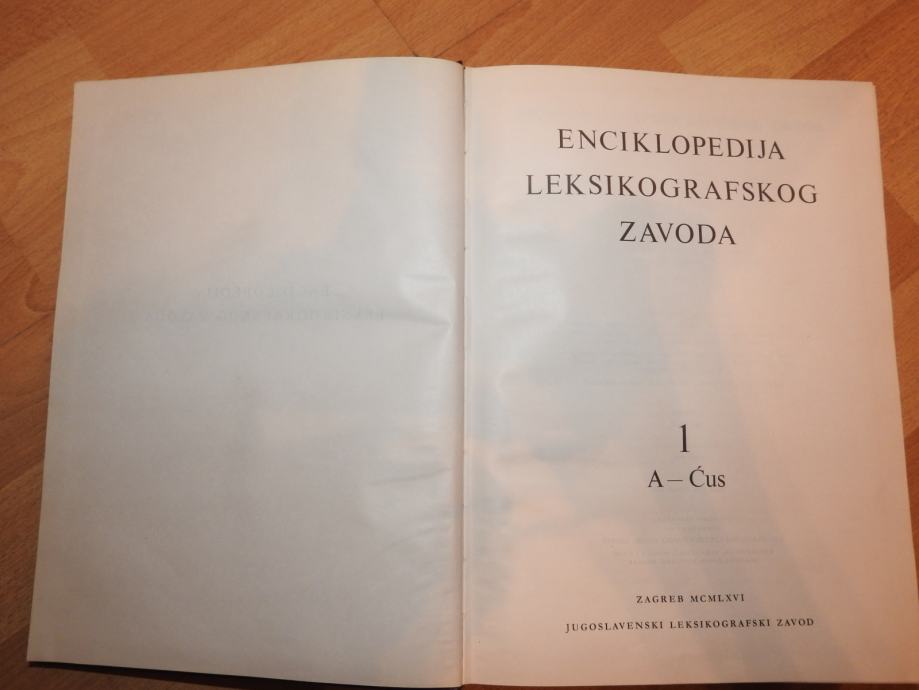 ENCIKLOPEDIJA
LEKSIKOGRAFSKOG
ZAVODA
1
A – Ćus
ZAGREB MCMLXVI
JUGOSLAVENSKI LEKSIKOGRAFSKI ZAVOD